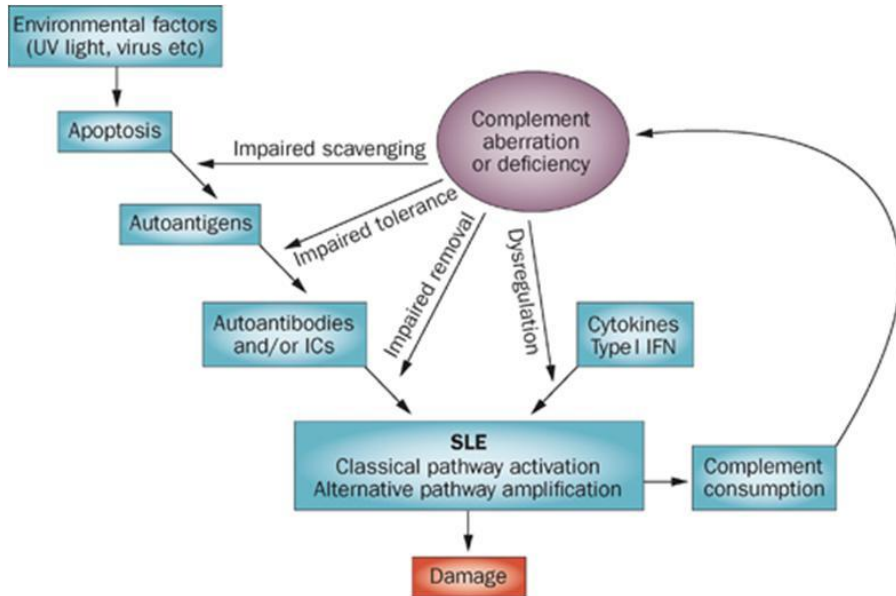 Environmental factors
(UV light, virus etc)
Apoptosis
Complement
aberration
or deficiency
Impaired scavenging
Autoantigens
Impaired tolerance
Impaired removal
Dysregulation
Autoantibodies
and/or ICs
Cytokines
Type I IFN
SLE
Classical pathway activation
Alternative pathway amplification
Complement
consumption
Damage